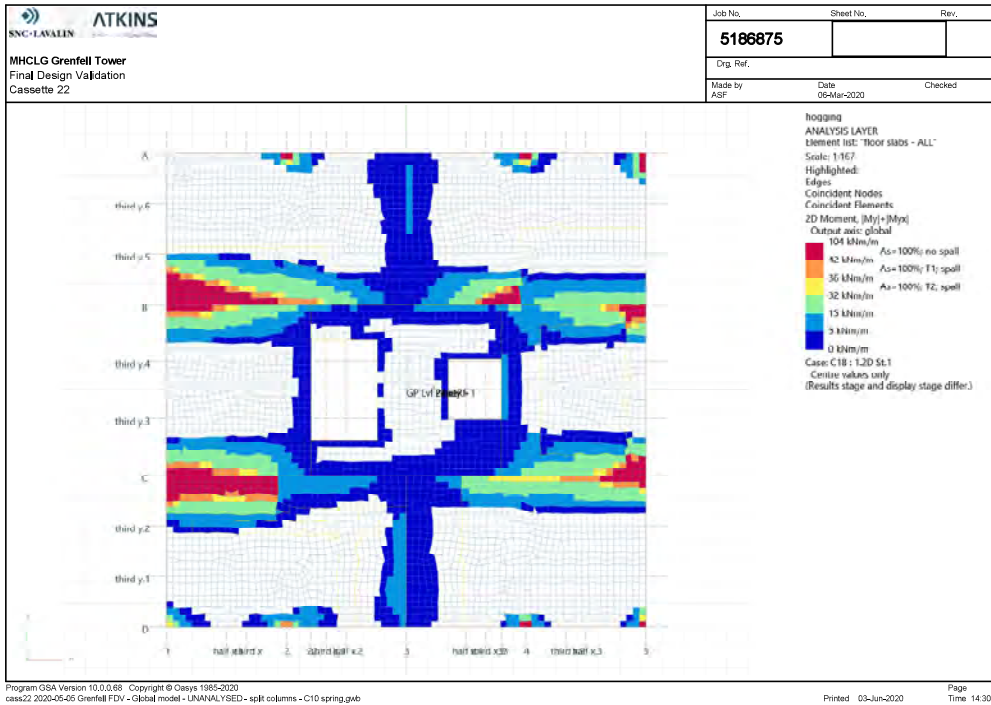 SNC·LAVALIN
ATKINS
MHCLG Grenfell Tower
Final Design Validation
Cassette 22
Job No.
Sheet No.
Rev.
5186875
Drg. Ref.
Made by
ASF
Date
06-Mar-2020
Checked
hogging
ANALYSIS LAYER
Element list: "floor slabs - ALL"
Scale: 1:167
Highlighted:
Edges
Coincident Nodes
Coincident Elements
2D Moment, |My|+|Myx|
Output axis: global
104 kNm/m
As=100%; no spall
42 kNm/m
As=100%; T1; spall
36 kNm/m
As=100%; T2; spall
32 kNm/m
15 kNm/m
5 kNm/m
0 kNm/m
Case: C18 : 1.2D St.1
Centre values only
(Results stage and display stage differ.)
A
third y.6
third y.5
B
third y.4
GP Lvl
third y.3
C
third y.2
third y.1
D
1
2
3
4
third
5
Program GSA Version 10.0.0.68 Copyright © Oasys 1985-2020
cass22 2020-05-05 Grenfell FDV - Global model - UNANALYSED - split columns - C10 spring.gwb
Printed 03-Jun-2020
Page
Time 14:30